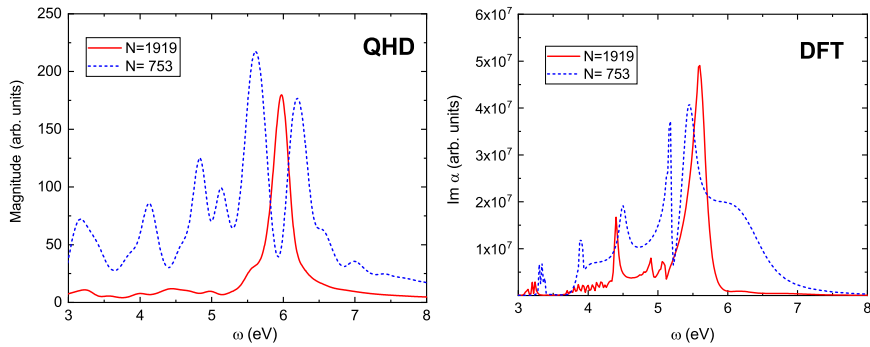 QHD
N=1919
N= 753
Magnitude (arb. units)
250
200
150
100
50
0
3
4
5
6
7
8
ω (eV)
DFT
N=1919
N= 753
Im α (arb. units)
6x10⁷
5x10⁷
4x10⁷
3x10⁷
2x10⁷
1x10⁷
3
4
5
6
7
8
ω (eV)